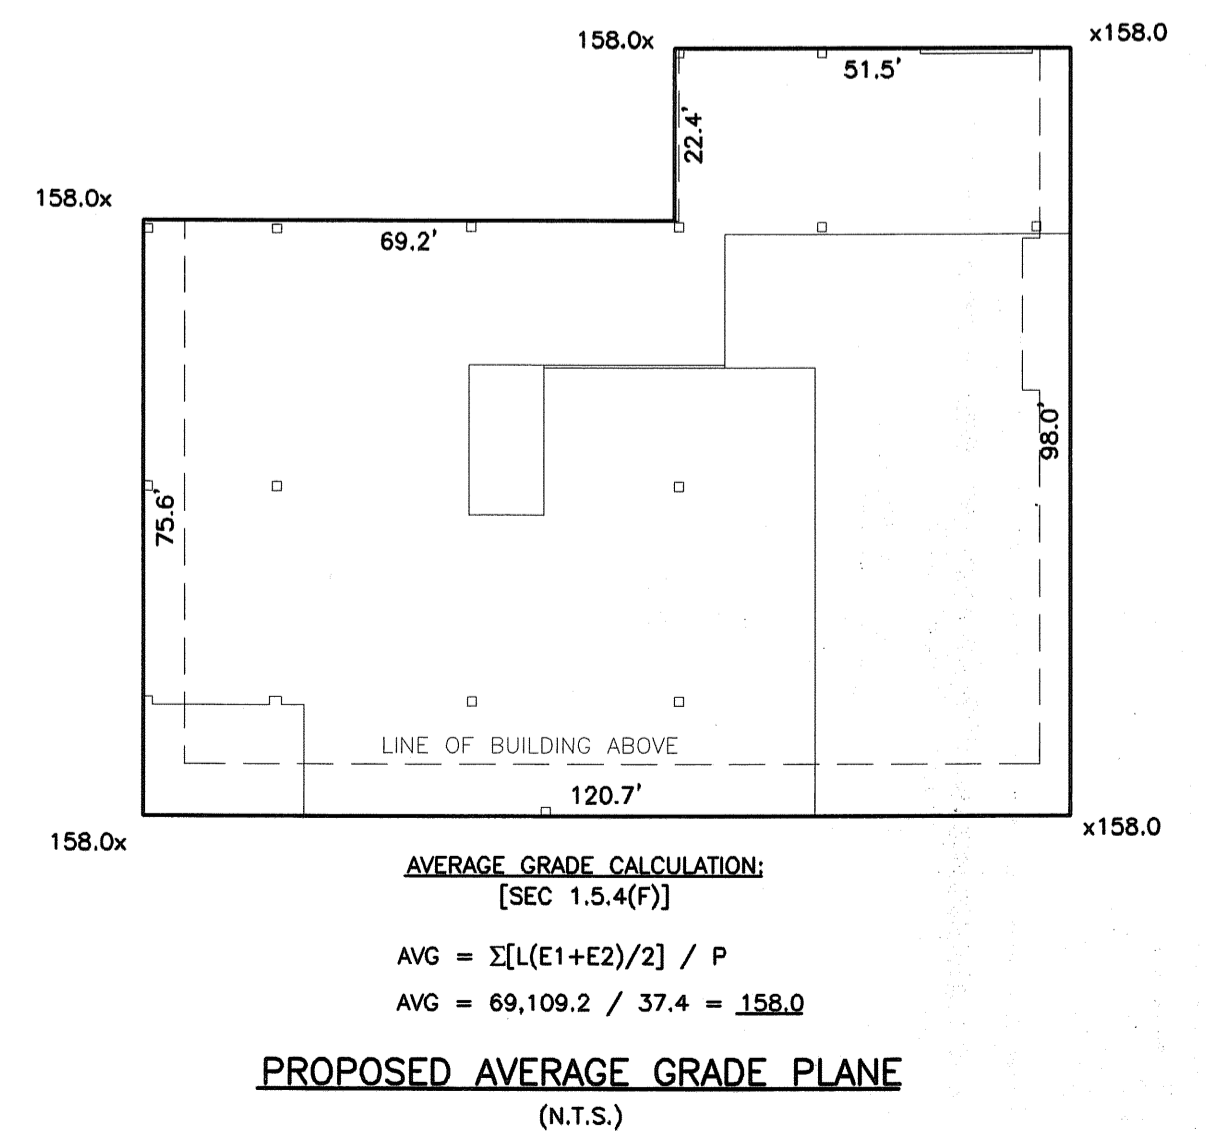 158.0x
x158.0
51.5'
22.4'
158.0x
69.2'
98.0'
75.6'
LINE OF BUILDING ABOVE
120.7'
158.0x
x158.0
AVERAGE GRADE CALCULATION:
[SEC 1.5.4(F)]
AVG = Σ[L(E1+E2)/2] / P
AVG = 69,109.2 / 37.4 = 158.0
PROPOSED AVERAGE GRADE PLANE
(N.T.S.)